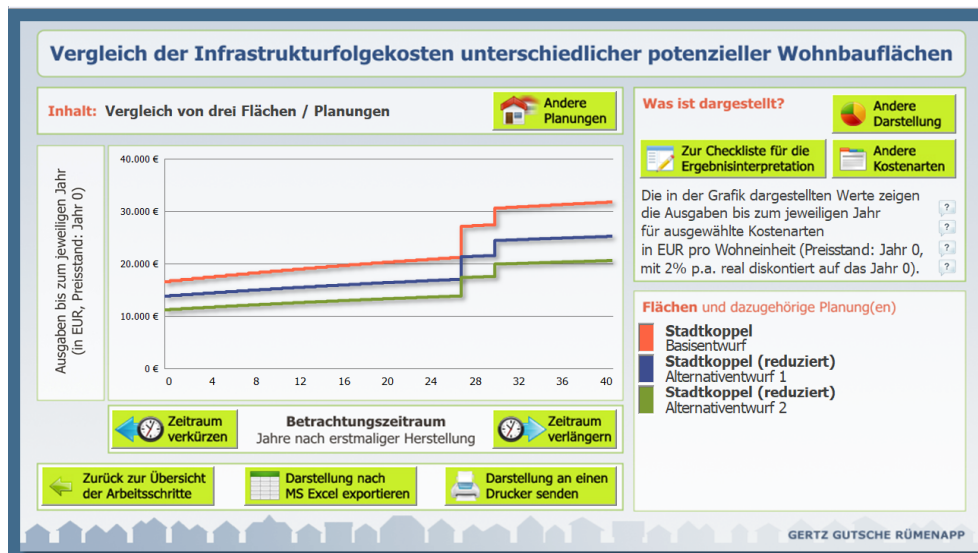 Vergleich der Infrastrukturfolgekosten unterschiedlicher potenzieller Wohnbauflächen
Inhalt: Vergleich von drei Flächen / Planungen
Andere
Planungen
Was ist dargestellt?
Andere
Darstellung
Zur Checkliste für die
Ergebnisinterpretation
Andere
Kostenarten
Die in der Grafik dargestellten Werte zeigen
die Ausgaben bis zum jeweiligen Jahr
für ausgewählte Kostenarten
in EUR pro Wohneinheit (Preisstand: Jahr 0,
mit 2% p.a. real diskontiert auf das Jahr 0).
?
?
?
?
Ausgaben bis zum jeweiligen Jahr
(in EUR, Preisstand: Jahr 0)
40.000 €
30.000 €
20.000 €
10.000 €
0 €
0 4 8 12 16 20 24 28 32 36 40
Flächen und dazugehörige Planung(en)
Stadtkoppel
Basisentwurf
Stadtkoppel (reduziert)
Alternativentwurf 1
Stadtkoppel (reduziert)
Alternativentwurf 2
Zeitraum
verkürzen
Betrachtungszeitraum
Jahre nach erstmaliger Herstellung
Zeitraum
verlängern
Zurück zur Übersicht
der Arbeitsschritte
Darstellung nach
MS Excel exportieren
Darstellung an einen
Drucker senden
GERTZ GUTSCHE RÜMENAPP